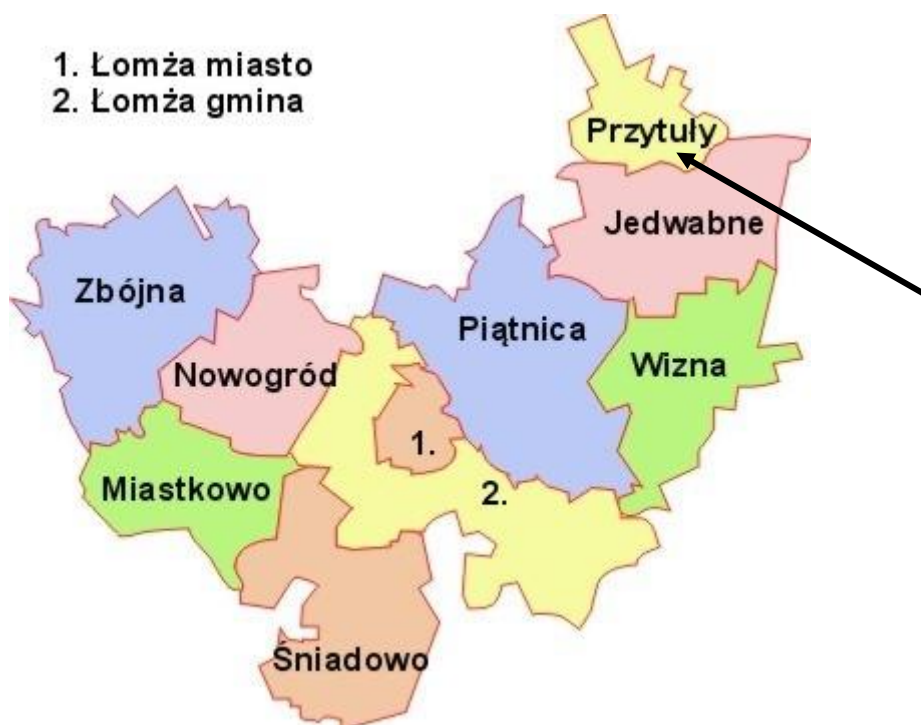 1. Łomża miasto
2. Łomża gmina
Przytuły
Jedwabne
Zbójna
Piątnica
Wizna
Nowogród
1.
Miastkowo
2.
Śniadowo